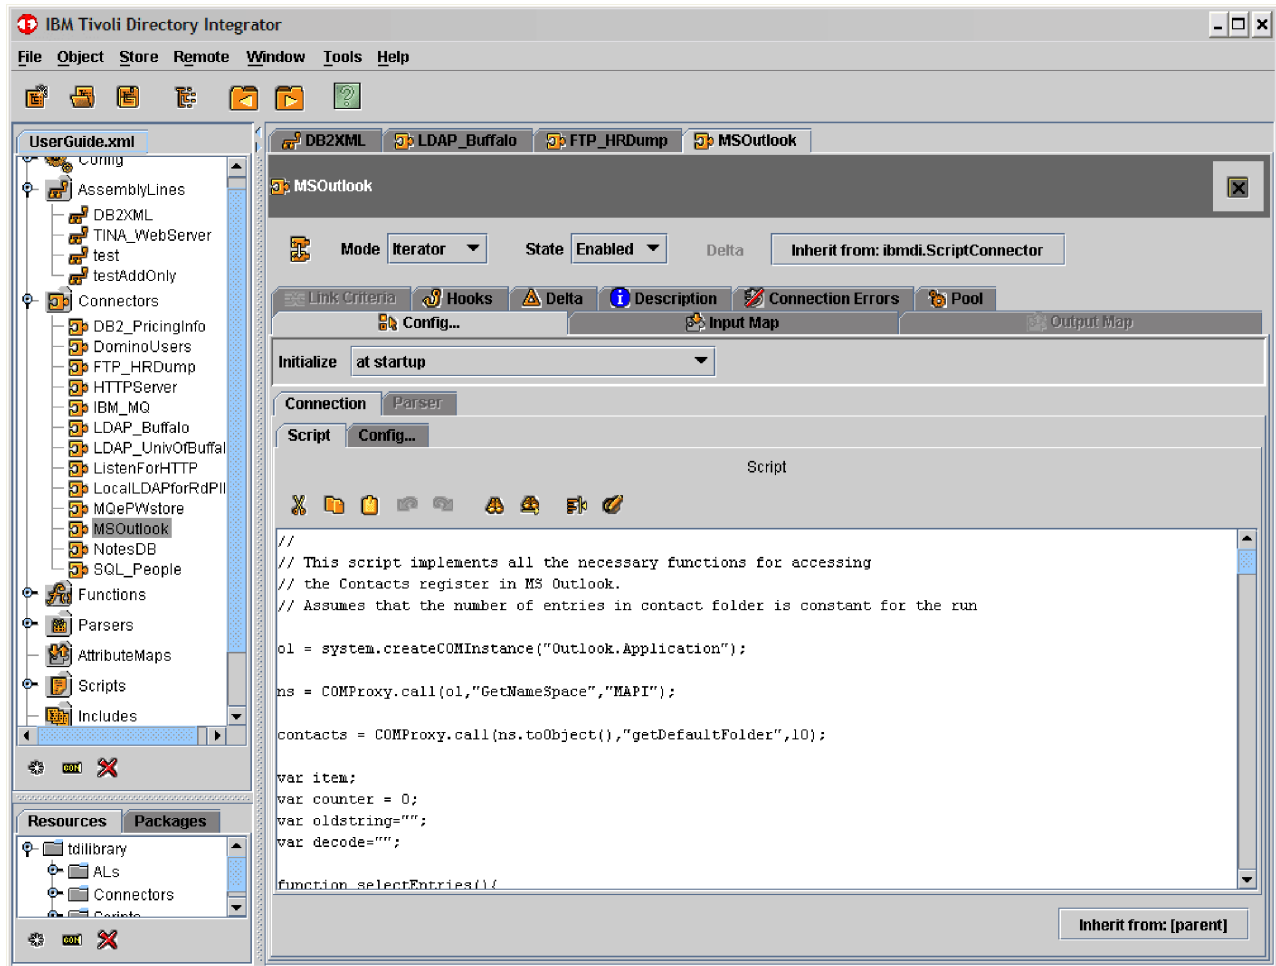 IBM Tivoli Directory Integrator
File Object Store Remote Window Tools Help
UserGuide.xml
Config
AssemblyLines
DB2XML
TINA_WebServer
test
testAddOnly
Connectors
DB2_PricingInfo
DominoUsers
FTP_HRDump
HTTPServer
IBM_MQ
LDAP_Buffalo
LDAP_UnivOfBuffal
ListenForHTTP
LocalLDAPforRdPII
MQePWstore
MSOutlook
NotesDB
SQL_People
Functions
Parsers
AttributeMaps
Scripts
Includes
Resources Packages
tdilibrary
ALs
Connectors
Scripts
DB2XML LDAP_Buffalo FTP_HRDump MSOutlook
MSOutlook
Mode Iterator State Enabled Delta Inherit from: ibmdi.ScriptConnector
Link Criteria Hooks Delta Description Connection Errors Pool
Config... Input Map Output Map
Initialize at startup
Connection Parser
Script Config...
Script
//
// This script implements all the necessary functions for accessing
// the Contacts register in MS Outlook.
// Assumes that the number of entries in contact folder is constant for the run
ol = system.createCOMInstance("Outlook.Application");
ns = COMProxy.call(ol,"GetNameSpace","MAPI");
contacts = COMProxy.call(ns.toObject(),"getDefaultFolder",10);
var item;
var counter = 0;
var oldstring="";
var decode="";
function selectEntries(){
Inherit from: [parent]